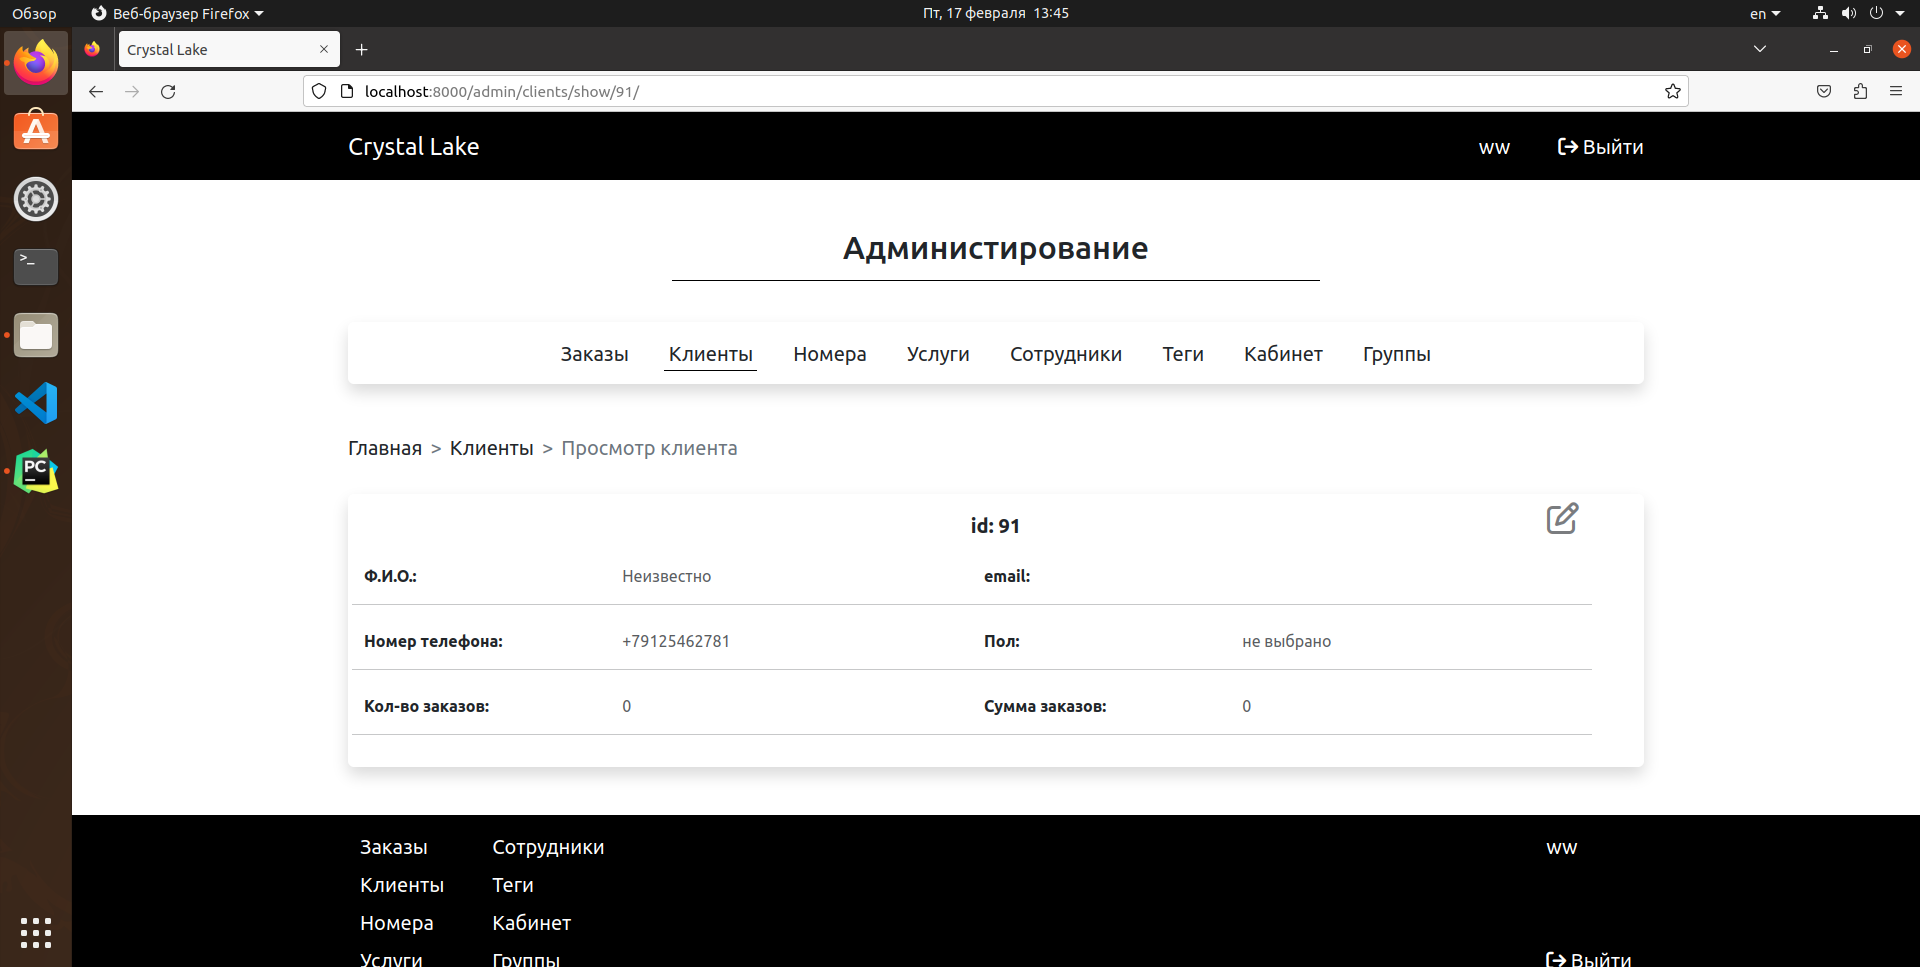 Обзор Веб-браузер Firefox Пт, 17 февраля 13:45 en
Crystal Lake
localhost:8000/admin/clients/show/91/
Crystal Lake ww Выйти
Администирование
Заказы Клиенты Номера Услуги Сотрудники Теги Кабинет Группы
Главная > Клиенты > Просмотр клиента
id: 91
Ф.И.О.: Неизвестно email:
Номер телефона: +79125462781 Пол: не выбрано
Кол-во заказов: 0 Сумма заказов: 0
Заказы Сотрудники ww
Клиенты Теги
Номера Кабинет
Услуги Группы Выйти
PC